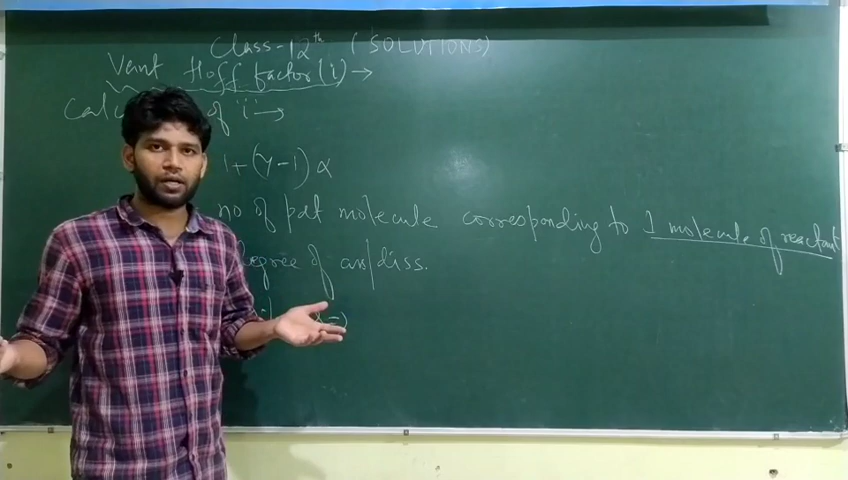 Class-12th (SOLUTIONS)
Vant Hoff factor (i) →
of "i" →
1+(y-1) α
no of pdt molecule corresponding to 1 molecule of reactant
degree of ass/diss.